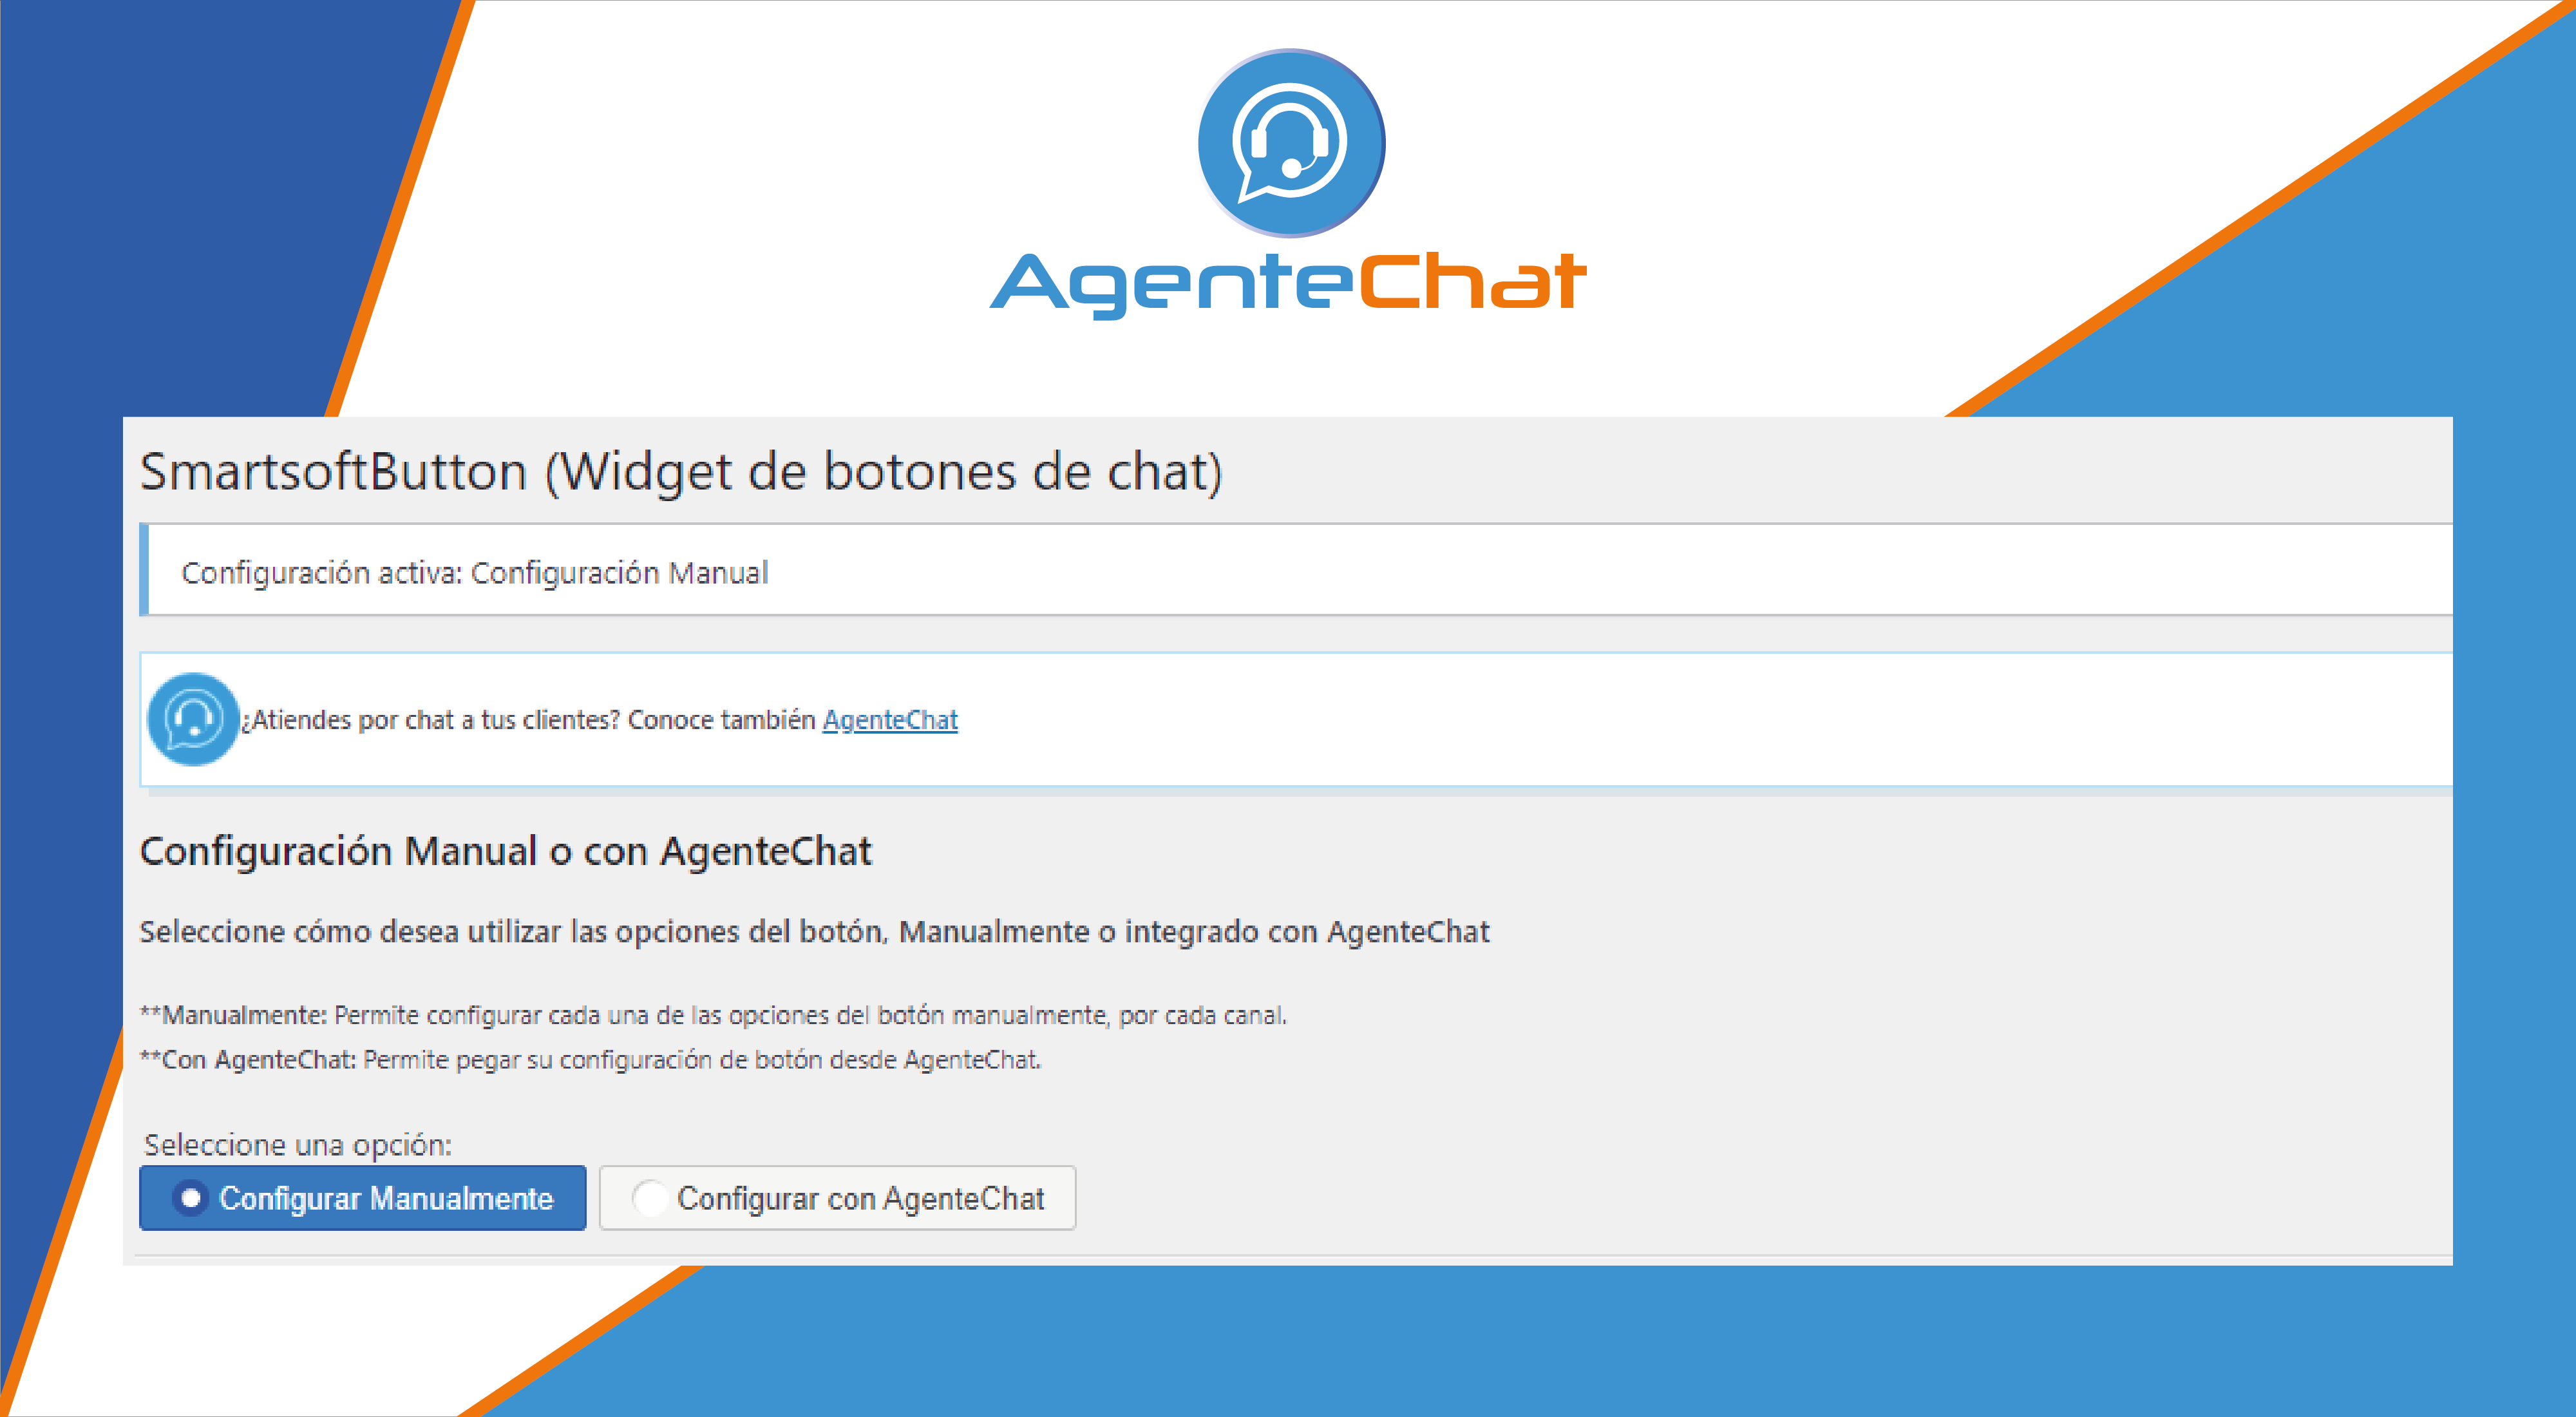 AgenteChat
SmartsoftButton (Widget de botones de chat)
Configuración activa: Configuración Manual
¿Atiendes por chat a tus clientes? Conoce también AgenteChat
Configuración Manual o con AgenteChat
Seleccione cómo desea utilizar las opciones del botón, Manualmente o integrado con AgenteChat
**Manualmente: Permite configurar cada una de las opciones del botón manualmente, por cada canal.
**Con AgenteChat: Permite pegar su configuración de botón desde AgenteChat.
Seleccione una opción:
Configurar Manualmente Configurar con AgenteChat